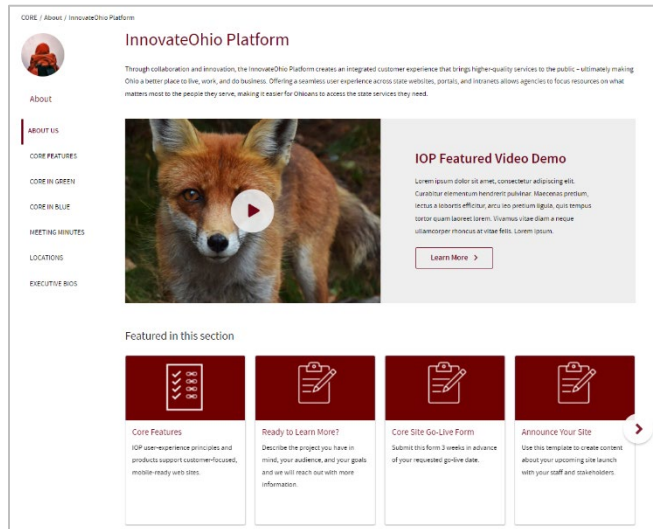 CORE / About / InnovateOhio Platform
InnovateOhio Platform
Through collaboration and innovation, the InnovateOhio Platform creates an integrated customer experience that brings higher-quality services to the public – ultimately making
Ohio a better place to live, work, and do business. Offering a seamless user experience across state websites, portals, and intranets allows agencies to focus resources on what
matters most to the people they serve, making it easier for Ohioans to access the state services they need.
About
ABOUT US
CORE FEATURES
CORE IN GREEN
CORE IN BLUE
MEETING MINUTES
LOCATIONS
EXECUTIVE BIOS
IOP Featured Video Demo
Lorem ipsum dolor sit amet, consectetur adipiscing elit.
Curabitur elementum hendrerit pulvinar. Maecenas pretium,
lectus a lobortis efficitur, arcu leo pretium ligula, quis tempus
tortor quam laoreet lorem. Vivamus vitae diam a neque
ullamcorper rhoncus at vitae felis. Lorem ipsum.
Learn More >
Featured in this section
Core Features
IOP user-experience principles and
products support customer-focused,
mobile-ready web sites.
Ready to Learn More?
Describe the project you have in
mind, your audience, and your goals
and we will reach out with more
information.
Core Site Go-Live Form
Submit this form 3 weeks in advance
of your requested go-live date.
Announce Your Site
Use this template to create content
about your upcoming site launch
with your staff and stakeholders.